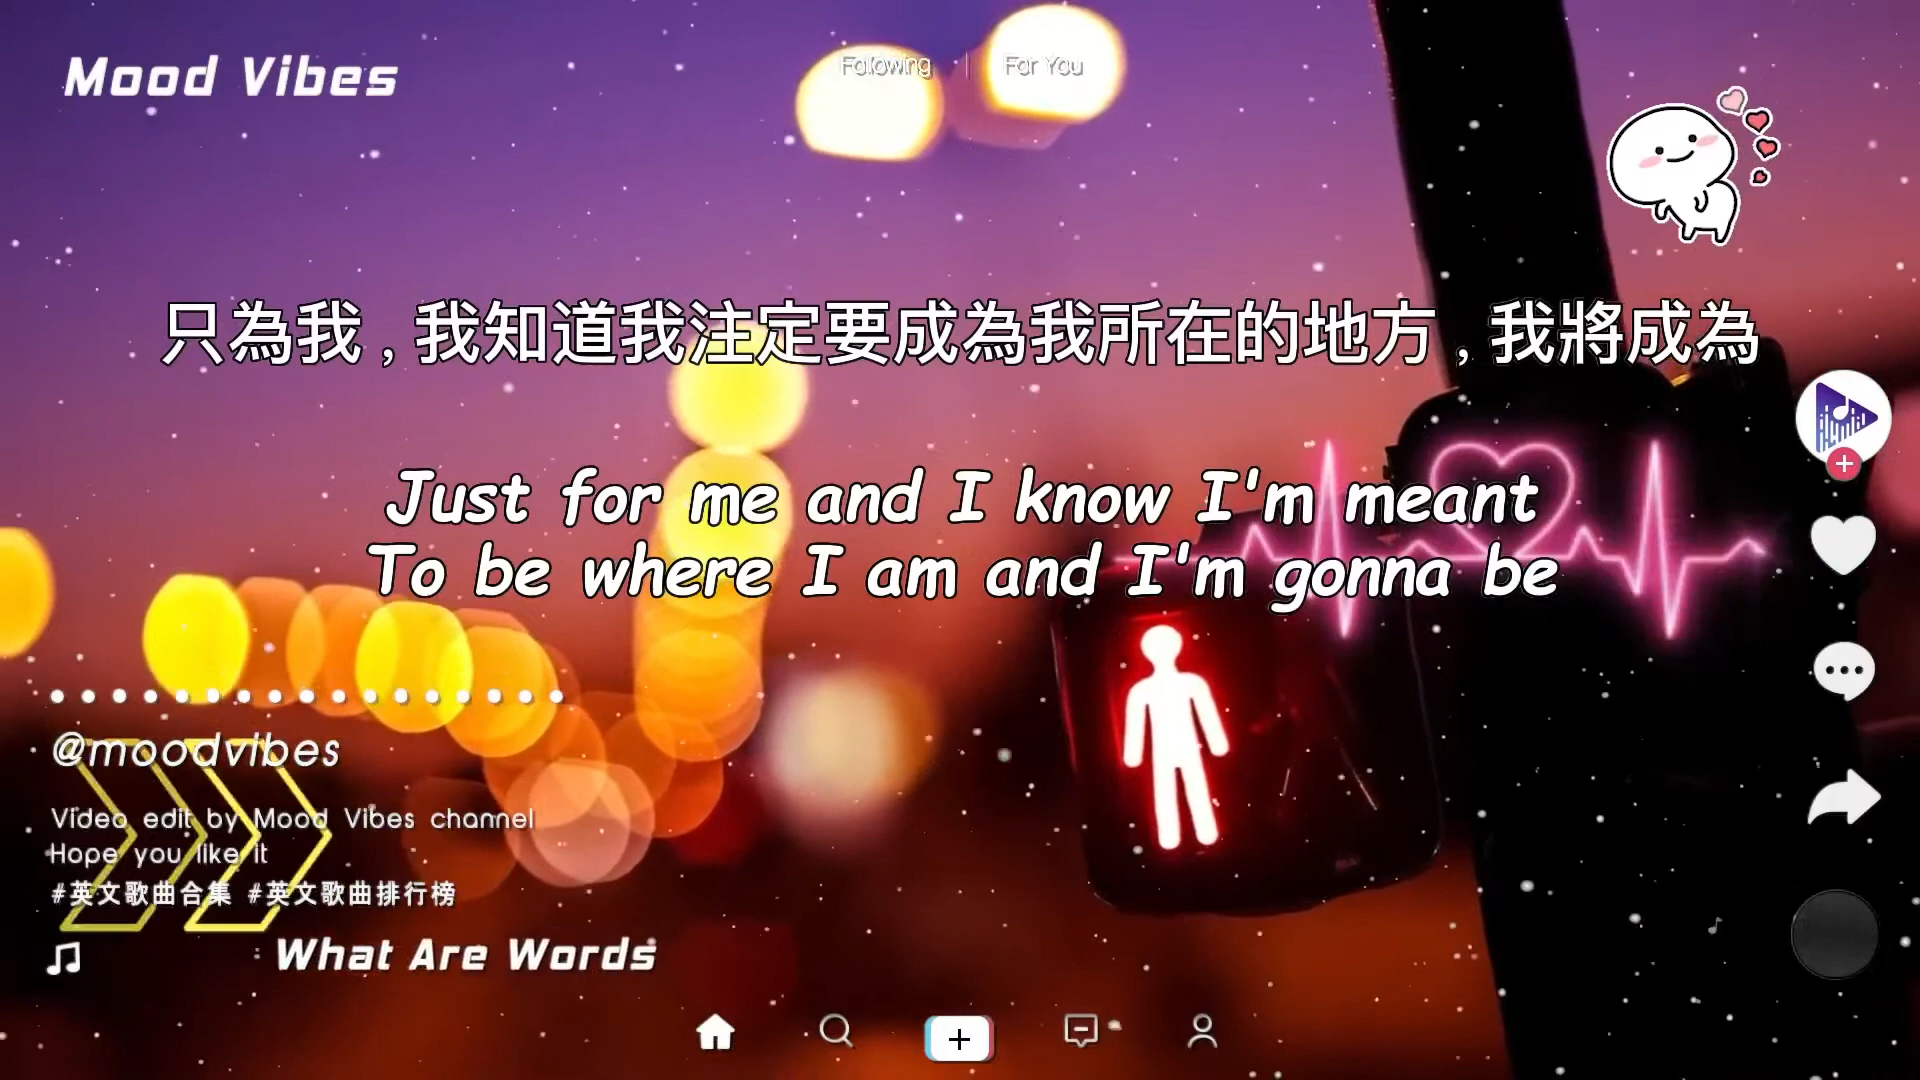 Mood Vibes
Following | For You
只為我 , 我知道我注定要成為我所在的地方 , 我將成為
Just for me and I know I'm meant
To be where I am and I'm gonna be
@moodvibes
Video edit by Mood Vibes channel
Hope you like it
#英文歌曲合集 #英文歌曲排行榜
: What Are Words